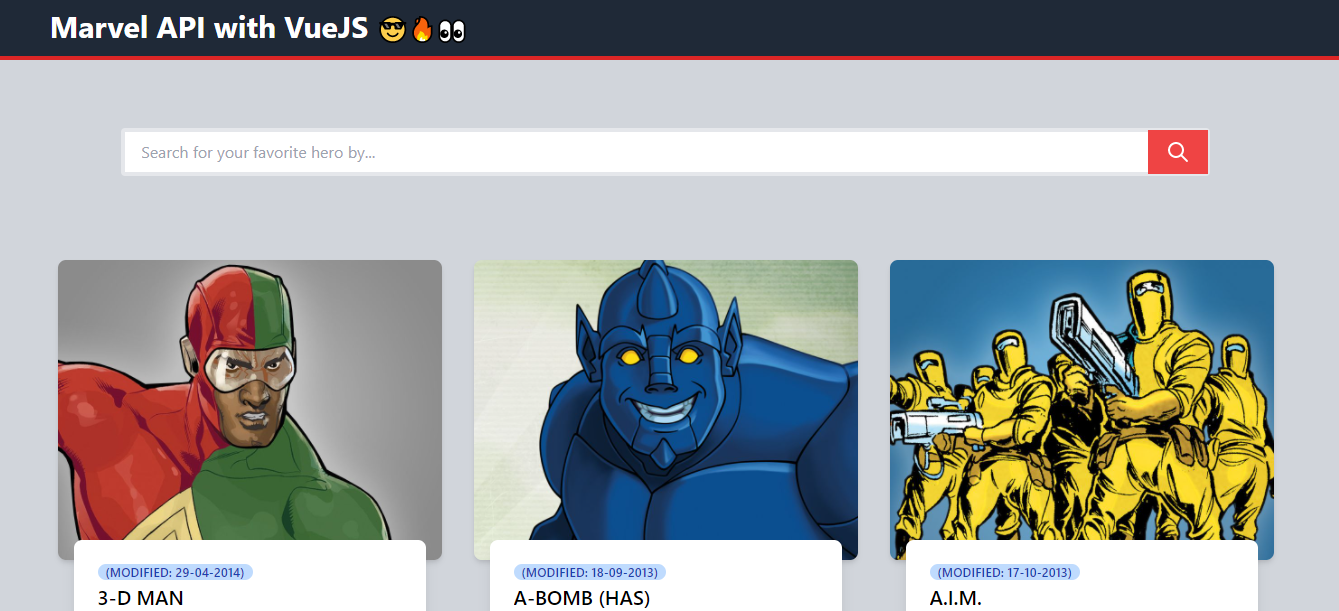 Marvel API with VueJS 😎🔥👀
Search for your favorite hero by...
(MODIFIED: 29-04-2014)
3-D MAN
(MODIFIED: 18-09-2013)
A-BOMB (HAS)
(MODIFIED: 17-10-2013)
A.I.M.